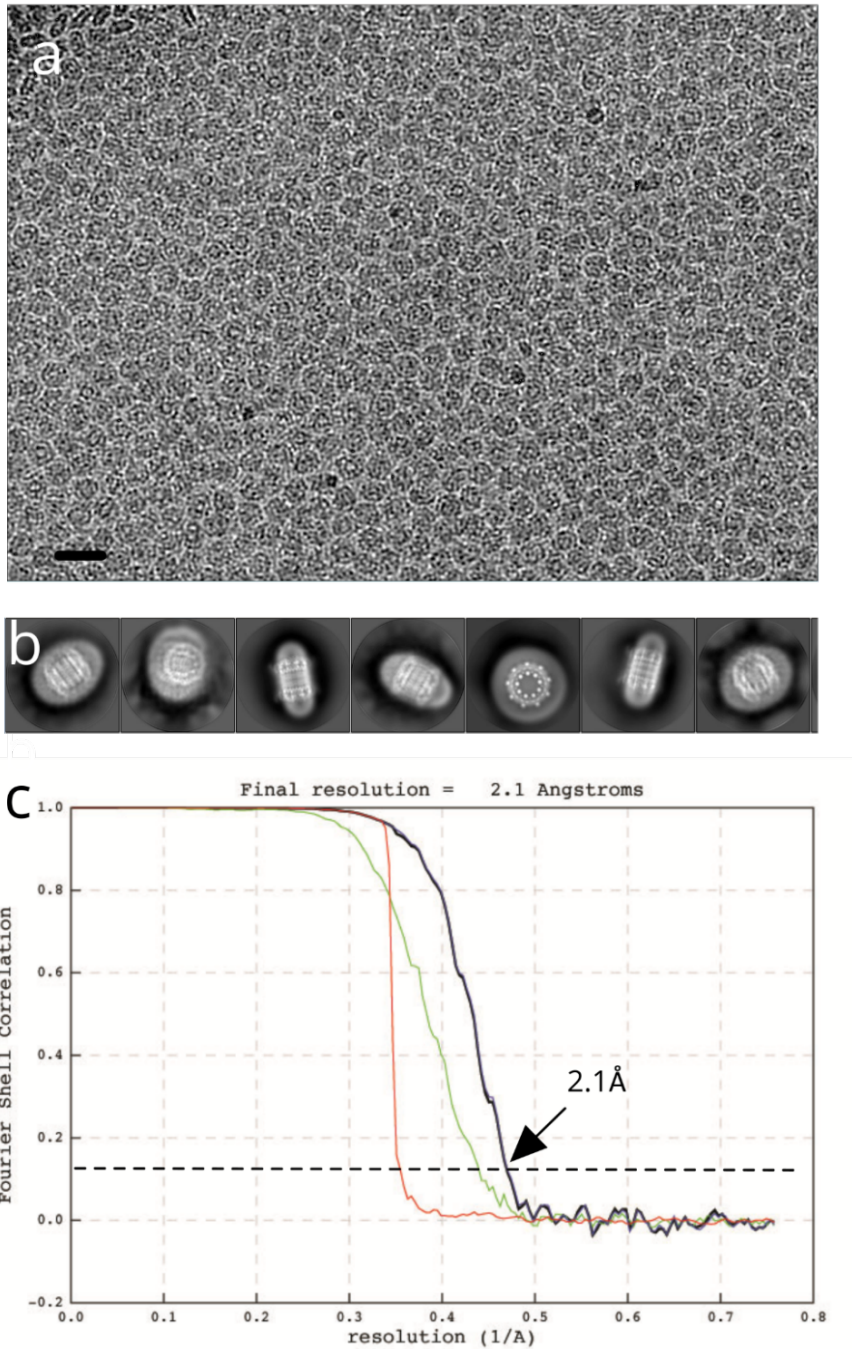 a
b
c
Final resolution = 2.1 Angstroms
1.0
0.8
0.6
0.4
0.2
0.0
-0.2
Fourier Shell Correlation
2.1Å
0.0 0.1 0.2 0.3 0.4 0.5 0.6 0.7 0.8
resolution (1/A)